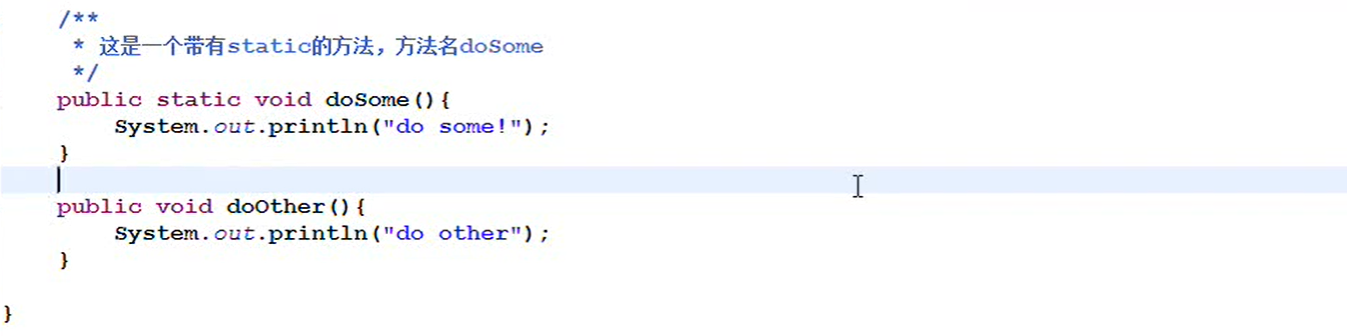 /**
* 这是一个带有static的方法，方法名doSome
*/
public static void doSome(){
System.out.println("do some!");
}
public void doOther(){
System.out.println("do other");
}
}